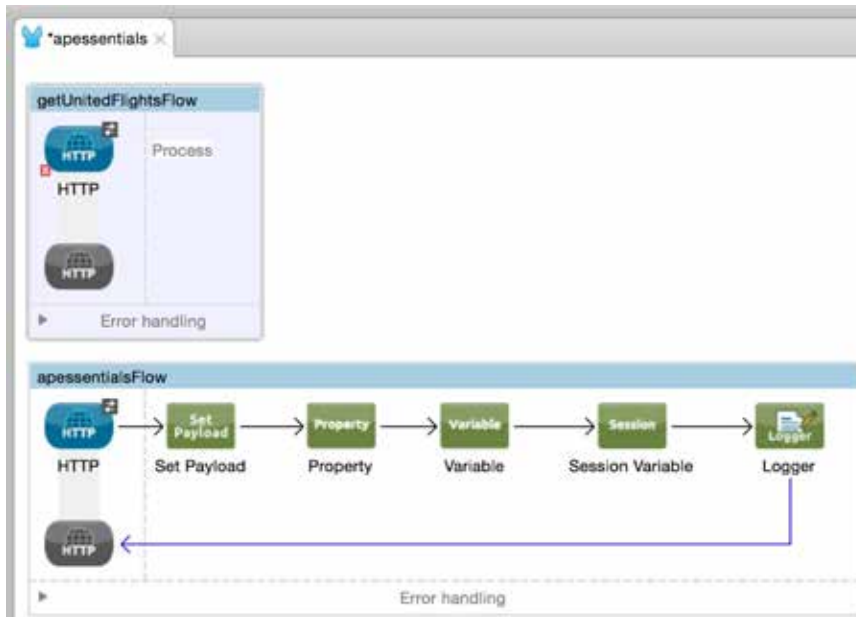 *apessentials
getUnitedFlightsFlow
HTTP
Process
HTTP
HTTP
Error handling
apessentialsFlow
HTTP
Set
Payload
Property
Variable
Session
Logger
HTTP
Set Payload
Property
Variable
Session Variable
Logger
HTTP
Error handling